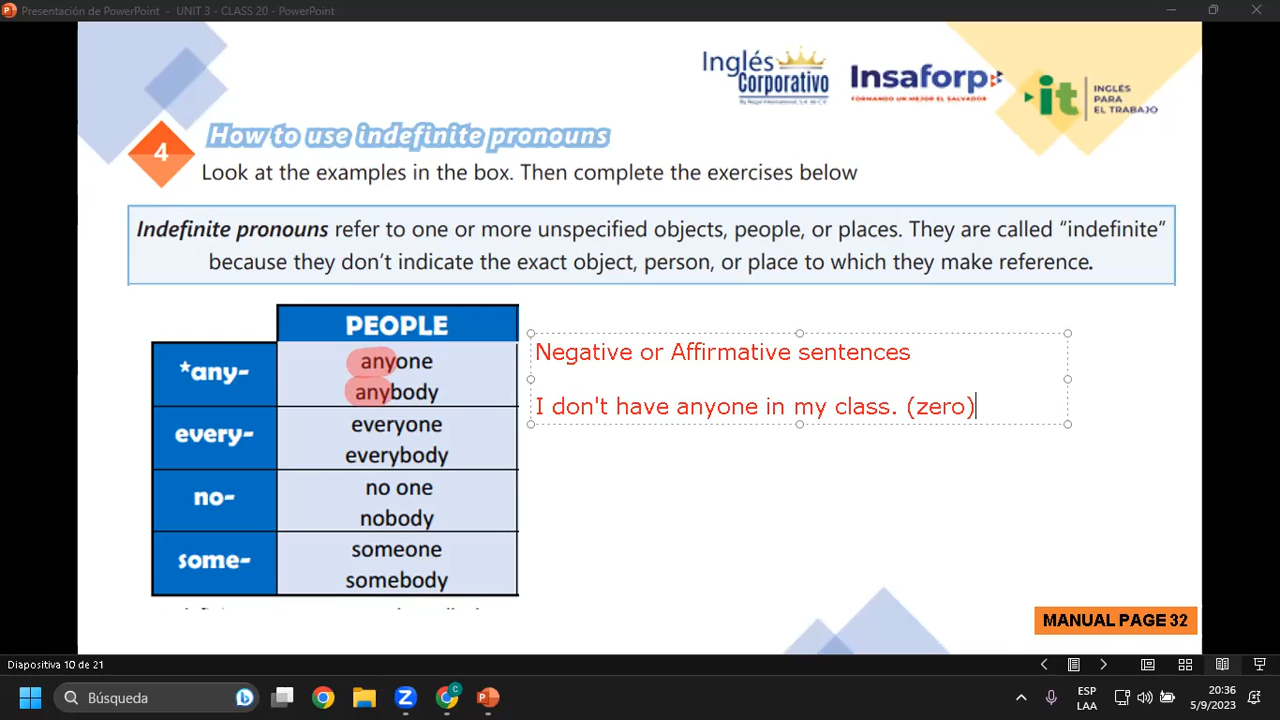 Presentación de PowerPoint - UNIT 3 - CLASS 20 - PowerPoint
Inglés
Corporativo
Insaforp
FORMANDO UN MEJOR EL SALVADOR
it
INGLÉS
PARA
EL TRABAJO
4
How to use indefinite pronouns
Look at the examples in the box. Then complete the exercises below
Indefinite pronouns refer to one or more unspecified objects, people, or places. They are called “indefinite”
because they don’t indicate the exact object, person, or place to which they make reference.
PEOPLE
*any-
anyone
anybody
every-
everyone
everybody
no-
no one
nobody
some-
someone
somebody
Negative or Affirmative sentences
I don't have anyone in my class. (zero)
MANUAL PAGE 32
Diapositiva 10 de 21
Búsqueda
ESP
LAA
20:36
5/9/2023